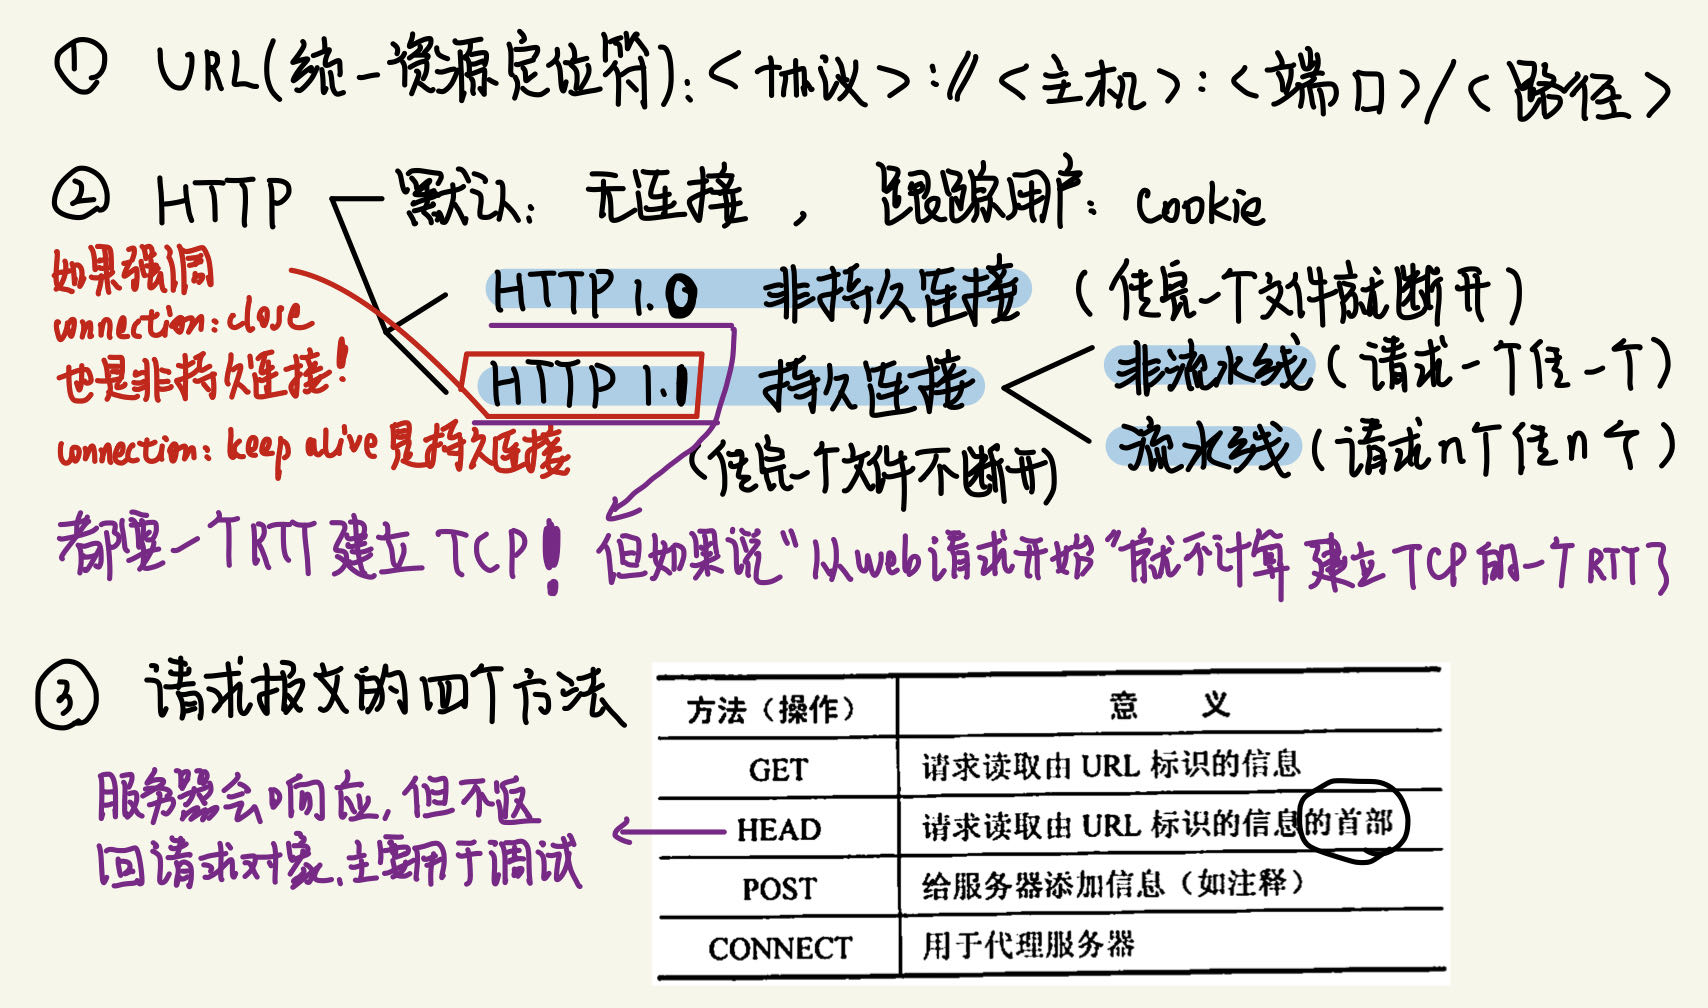 ① URL(统一资源定位符):<协议>://<主机>:<端口>/<路径>
② HTTP 默认: 无连接 , 跟踪用户: Cookie
HTTP 1.0 非持久连接 (传完一个文件就断开)
HTTP 1.1 持久连接
(传完一个文件不断开)
非流水线(请求一个传一个)
流水线(请求n个传n个)
如果强调
connection: close
也是非持久连接!
connection: keep alive 是持久连接
都要一个RTT建立TCP! 但如果说“从web请求开始”就不计算 建立TCP的一个RTT了
③ 请求报文的四个方法
服务器会响应,但不返
回请求对象,主要用于调试
方法(操作) 意 义
GET 请求读取由 URL 标识的信息
HEAD 请求读取由 URL 标识的信息的首部
POST 给服务器添加信息(如注释)
CONNECT 用于代理服务器